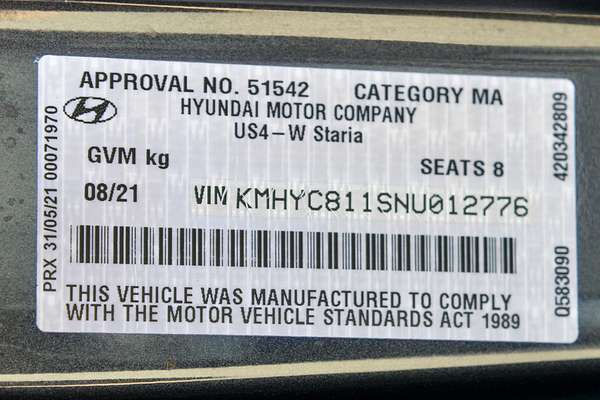 APPROVAL NO. 51542 CATEGORY MA
HYUNDAI MOTOR COMPANY
US4-W Staria
GVM kg SEATS 8
08/21 VIN KMHYC811SNU012776
THIS VEHICLE WAS MANUFACTURED TO COMPLY
WITH THE MOTOR VEHICLE STANDARDS ACT 1989
PRX 31/05/21 00071970
420342809
0583090